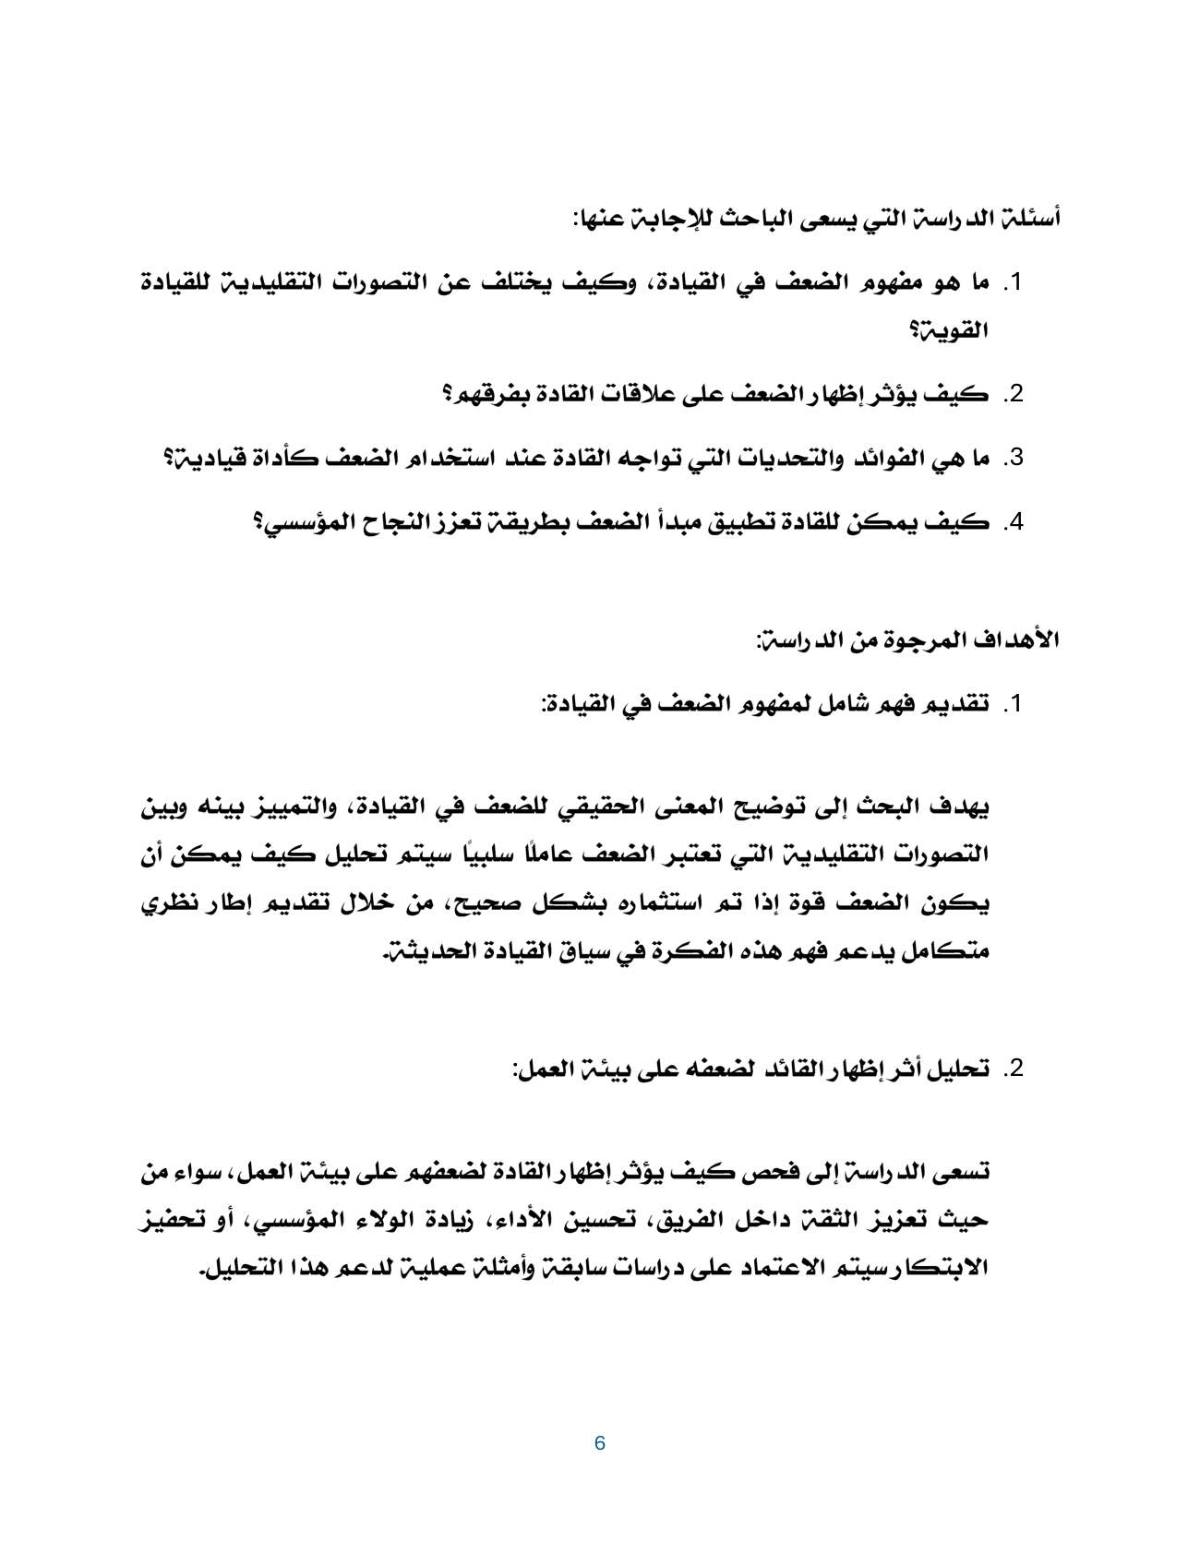 أسئلة الدراسة التي يسعى الباحث للإجابة عنها:
1. ما هو مفهوم الضعف في القيادة، وكيف يختلف عن التصورات التقليدية للقيادة
القوية؟
2. كيف يؤثر إظهار الضعف على علاقات القادة بفرقهم؟
3. ما هي الفوائد والتحديات التي تواجه القادة عند استخدام الضعف كأداة قيادية؟
4. كيف يمكن للقادة تطبيق مبدأ الضعف بطريقة تعزز النجاح المؤسسي؟
الأهداف المرجوة من الدراسة:
1. تقديم فهم شامل لمفهوم الضعف في القيادة:
يهدف البحث إلى توضيح المعنى الحقيقي للضعف في القيادة، والتمييز بينه وبين
التصورات التقليدية التي تعتبر الضعف عاملًا سلبيًا سيتم تحليل كيف يمكن أن
يكون الضعف قوة إذا تم استثماره بشكل صحيح، من خلال تقديم إطار نظري
متكامل يدعم فهم هذه الفكرة في سياق القيادة الحديثة.
2. تحليل أثر إظهار القائد لضعفه على بيئة العمل:
تسعى الدراسة إلى فحص كيف يؤثر إظهار القادة لضعفهم على بيئة العمل، سواء من
حيث تعزيز الثقة داخل الفريق، تحسين الأداء، زيادة الولاء المؤسسي، أو تحفيز
الابتكار سيتم الاعتماد على دراسات سابقة وأمثلة عملية لدعم هذا التحليل.
6